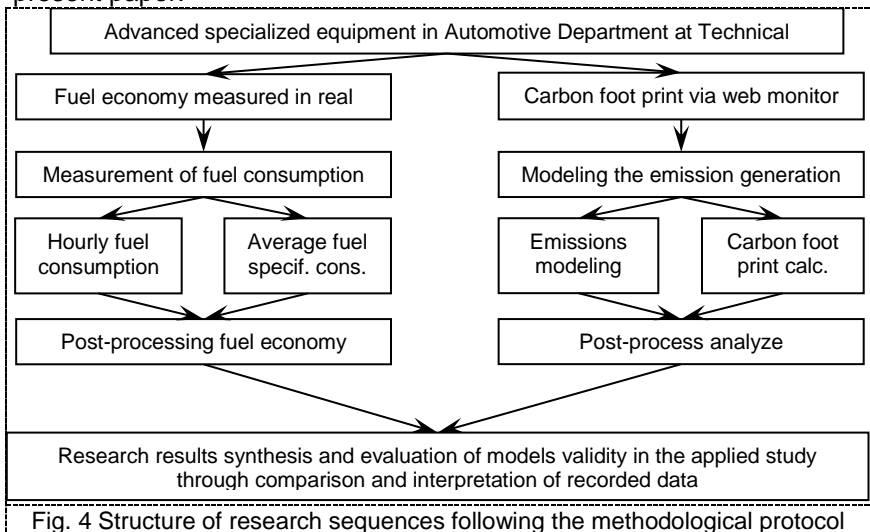 present paper.
Advanced specialized equipment in Automotive Department at Technical
Fuel economy measured in real
Carbon foot print via web monitor
Measurement of fuel consumption
Modeling the emission generation
Hourly fuel
consumption
Average fuel
specif. cons.
Emissions
modeling
Carbon foot
print calc.
Post-processing fuel economy
Post-process analyze
Research results synthesis and evaluation of models validity in the applied study
through comparison and interpretation of recorded data
Fig. 4 Structure of research sequences following the methodological protocol